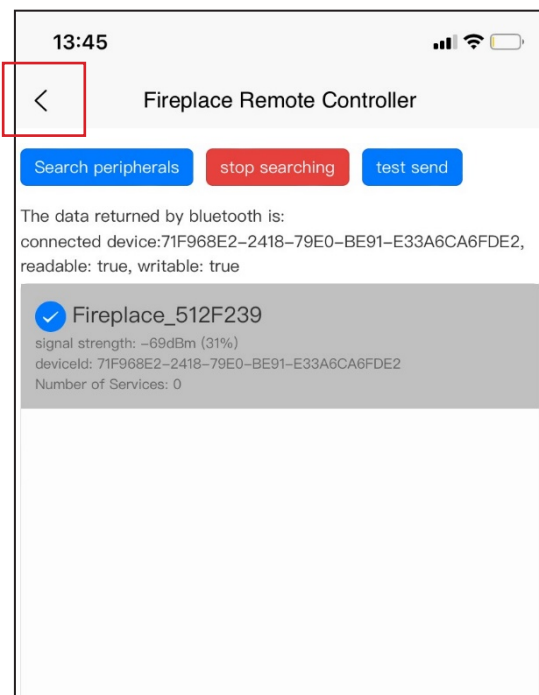 13:45
Fireplace Remote Controller
Search peripherals stop searching test send
The data returned by bluetooth is:
connected device:71F968E2-2418-79E0-BE91-E33A6CA6FDE2,
readable: true, writable: true
Fireplace_512F239
signal strength: -69dBm (31%)
deviceId: 71F968E2-2418-79E0-BE91-E33A6CA6FDE2
Number of Services: 0